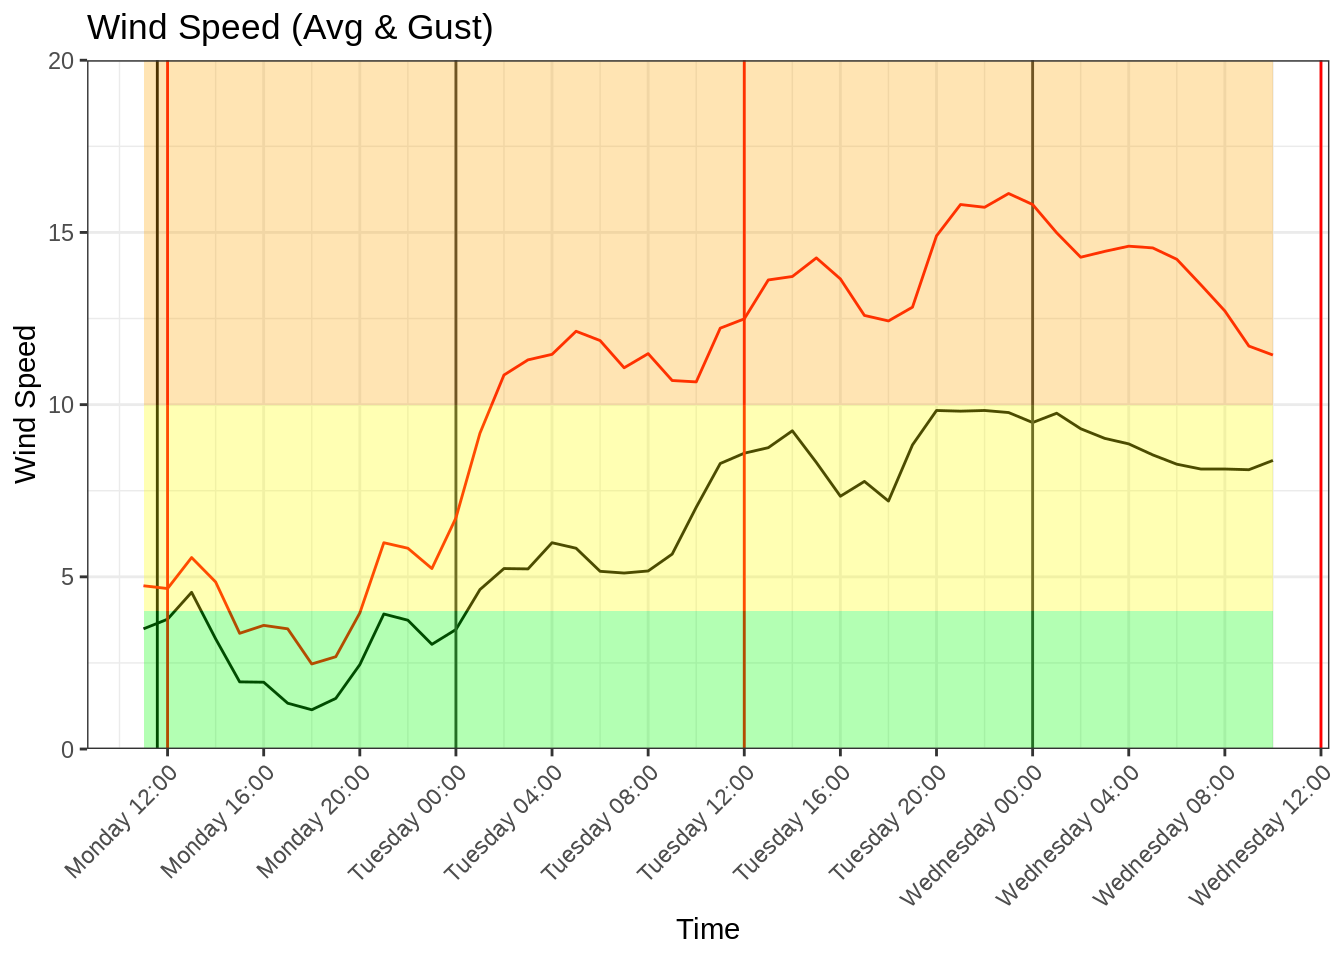 Wind Speed (Avg & Gust)
20
15
10
5
0
Wind Speed
Monday 12:00
Monday 16:00
Monday 20:00
Tuesday 00:00
Tuesday 04:00
Tuesday 08:00
Tuesday 12:00
Tuesday 16:00
Tuesday 20:00
Wednesday 00:00
Wednesday 04:00
Wednesday 08:00
Wednesday 12:00
Time